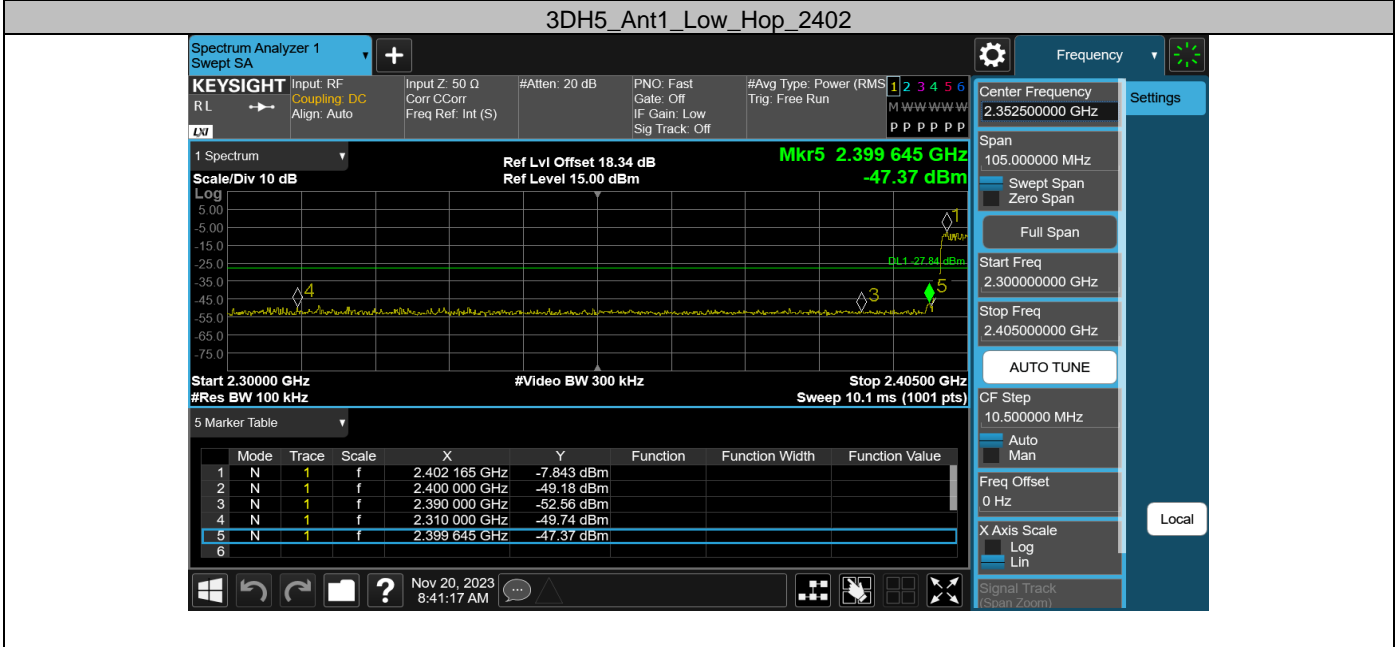 3DH5_Ant1_Low_Hop_2402
Spectrum Analyzer 1
Swept SA
+
Frequency
KEYSIGHT
R L
LXI
Input: RF
Coupling: DC
Align: Auto
Input Z: 50 Ω
Corr CCorr
Freq Ref: Int (S)
#Atten: 20 dB
PNO: Fast
Gate: Off
IF Gain: Low
Sig Track: Off
#Avg Type: Power (RMS
Trig: Free Run
1 2 3 4 5 6
M W W W W W
P P P P P P
1 Spectrum
Scale/Div 10 dB
Ref Lvl Offset 18.34 dB
Ref Level 15.00 dBm
Mkr5 2.399 645 GHz
-47.37 dBm
Log
5.00
-5.00
-15.0
-25.0
-35.0
-45.0
-55.0
-65.0
-75.0
1
DL1 -27.84 dBm
4
3
5
Start 2.30000 GHz
#Video BW 300 kHz
Stop 2.40500 GHz
#Res BW 100 kHz
Sweep 10.1 ms (1001 pts)
5 Marker Table
Mode Trace Scale X Y Function Function Width Function Value
1 N 1 f 2.402 165 GHz -7.843 dBm
2 N 1 f 2.400 000 GHz -49.18 dBm
3 N 1 f 2.390 000 GHz -52.56 dBm
4 N 1 f 2.310 000 GHz -49.74 dBm
5 N 1 f 2.399 645 GHz -47.37 dBm
6
?
Nov 20, 2023
8:41:17 AM
Center Frequency
2.352500000 GHz
Settings
Span
105.000000 MHz
Swept Span
Zero Span
Full Span
Start Freq
2.300000000 GHz
Stop Freq
2.405000000 GHz
AUTO TUNE
CF Step
10.500000 MHz
Auto
Man
Freq Offset
0 Hz
X Axis Scale
Log
Lin
Local
Signal Track
(Span Zoom)